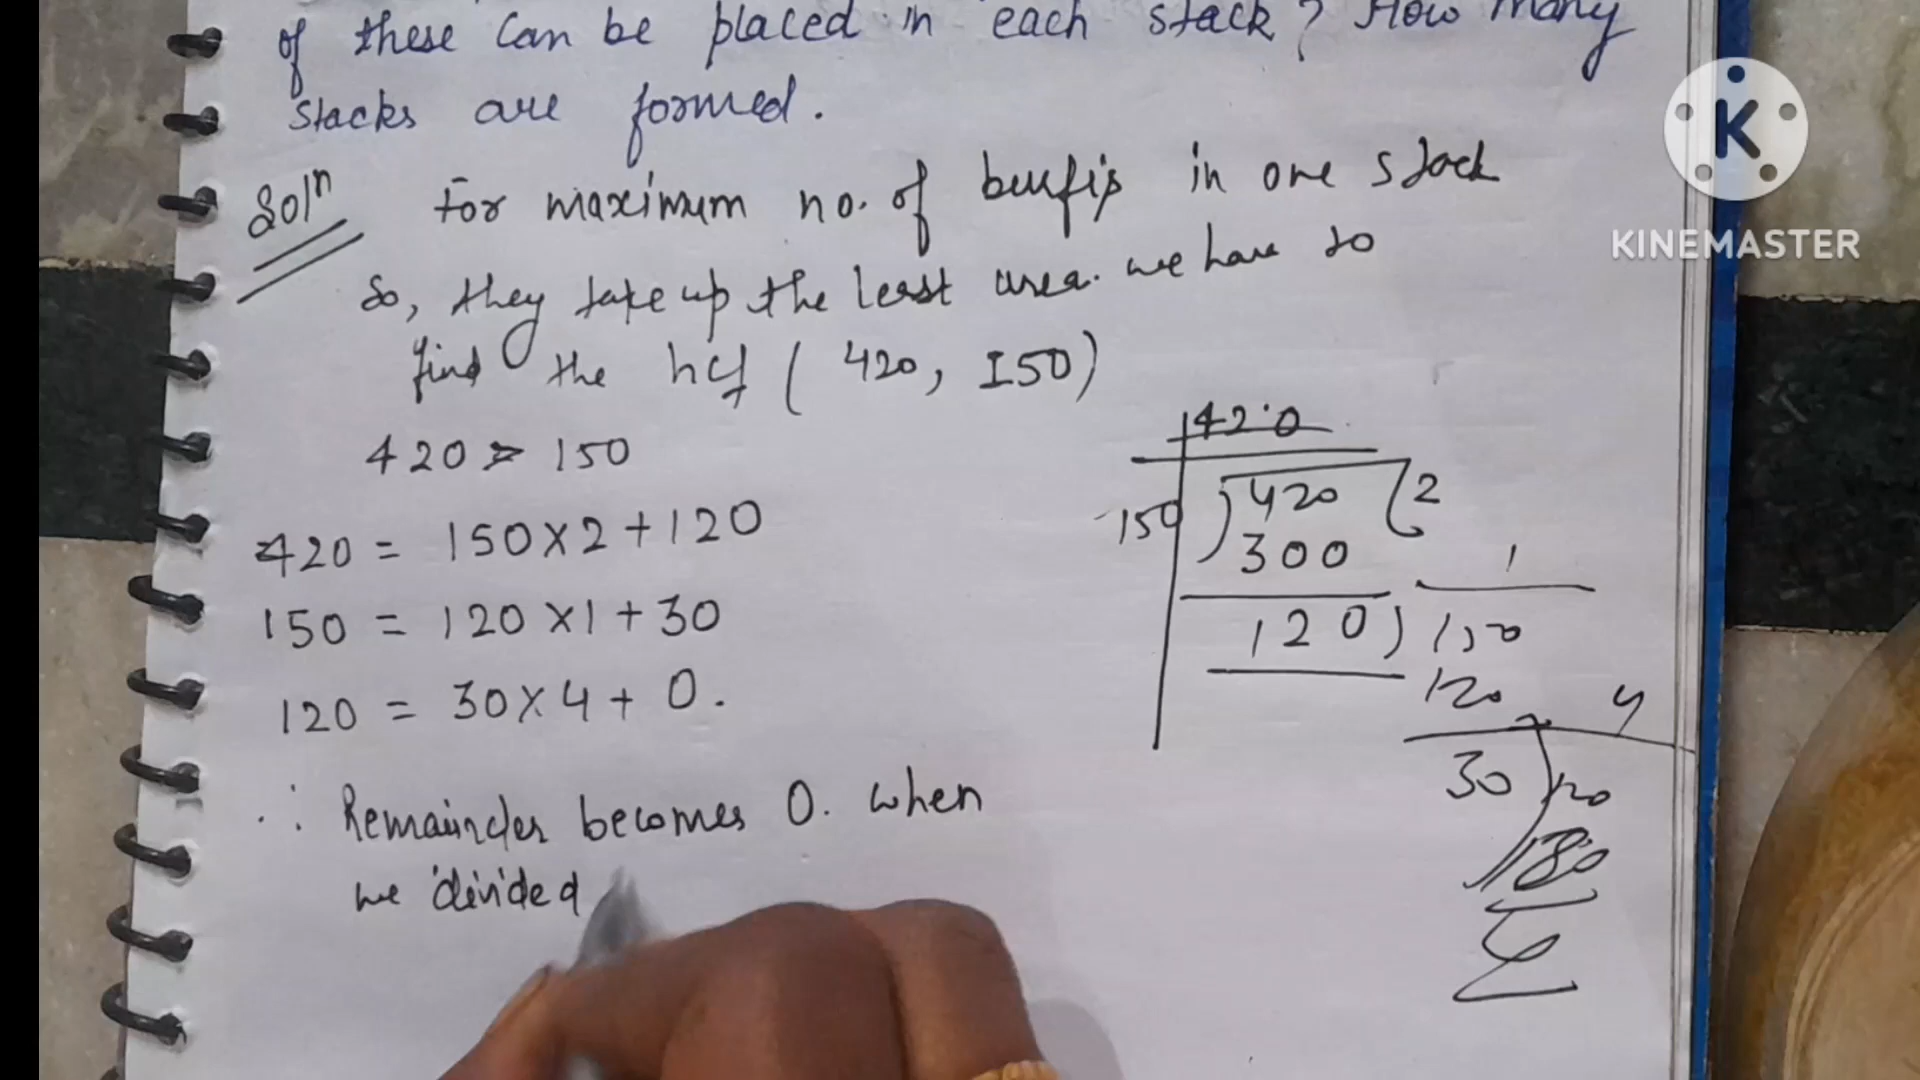 of these can be placed in each stack? How many
stacks are formed.
Solⁿ For maximum no. of burfis in one stack
So, they take up the least area. we have to
find the hcf ( 420, 150)
420 > 150
420 = 150 × 2 + 120
150 = 120 × 1 + 30
120 = 30 × 4 + 0.
∴ Remainder becomes 0. when
we divided
420
150 ) 420 ( 2
300
1
120 ) 150
120
4
30 ) 120
K
KINEMASTER